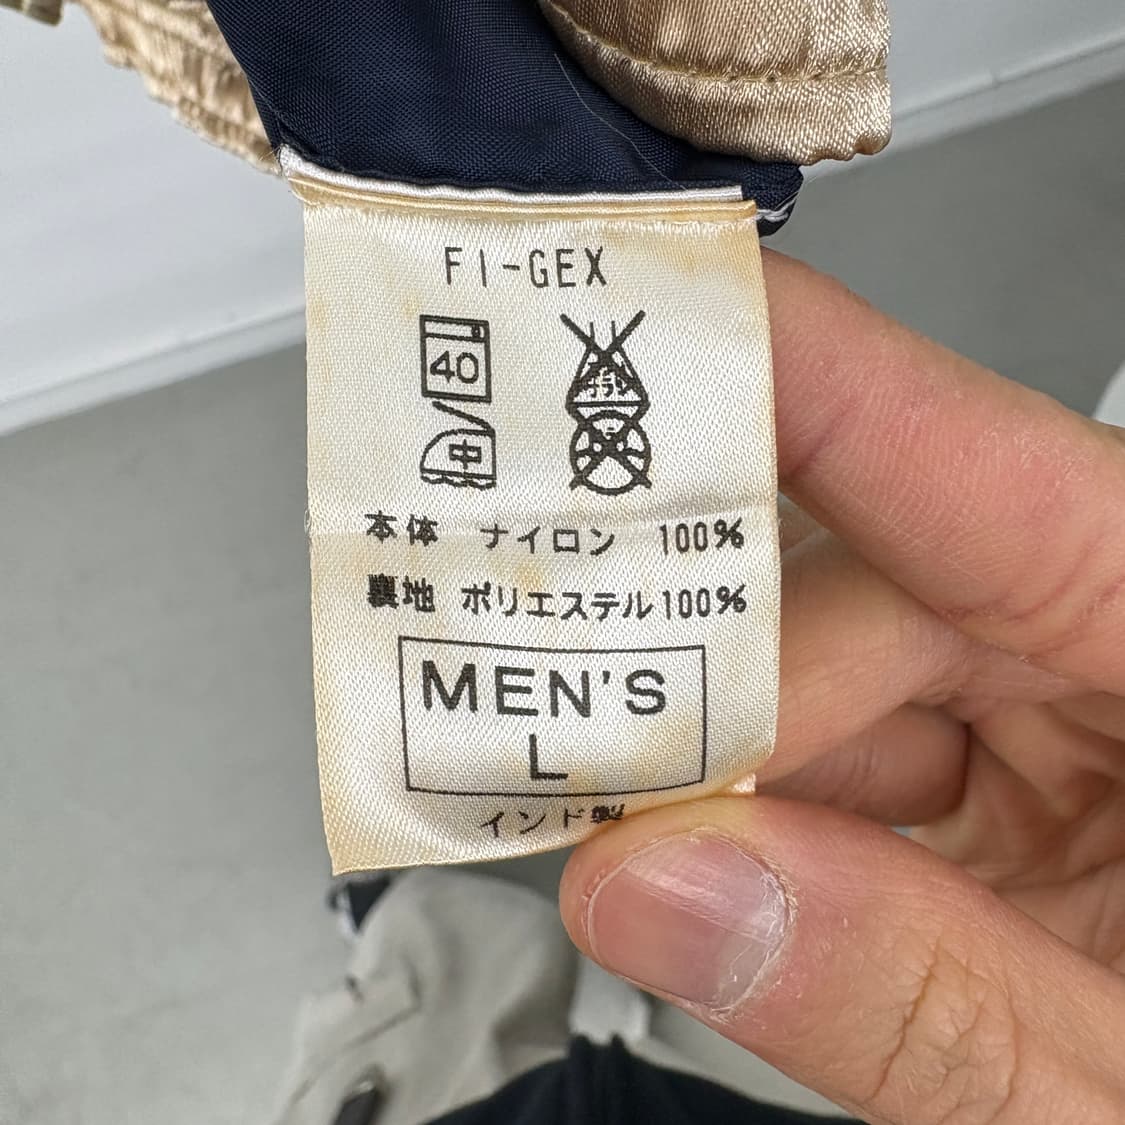 FI-GEX
40
中
本体 ナイロン 100%
裏地 ポリエステル100%
MEN'S
L
インド製